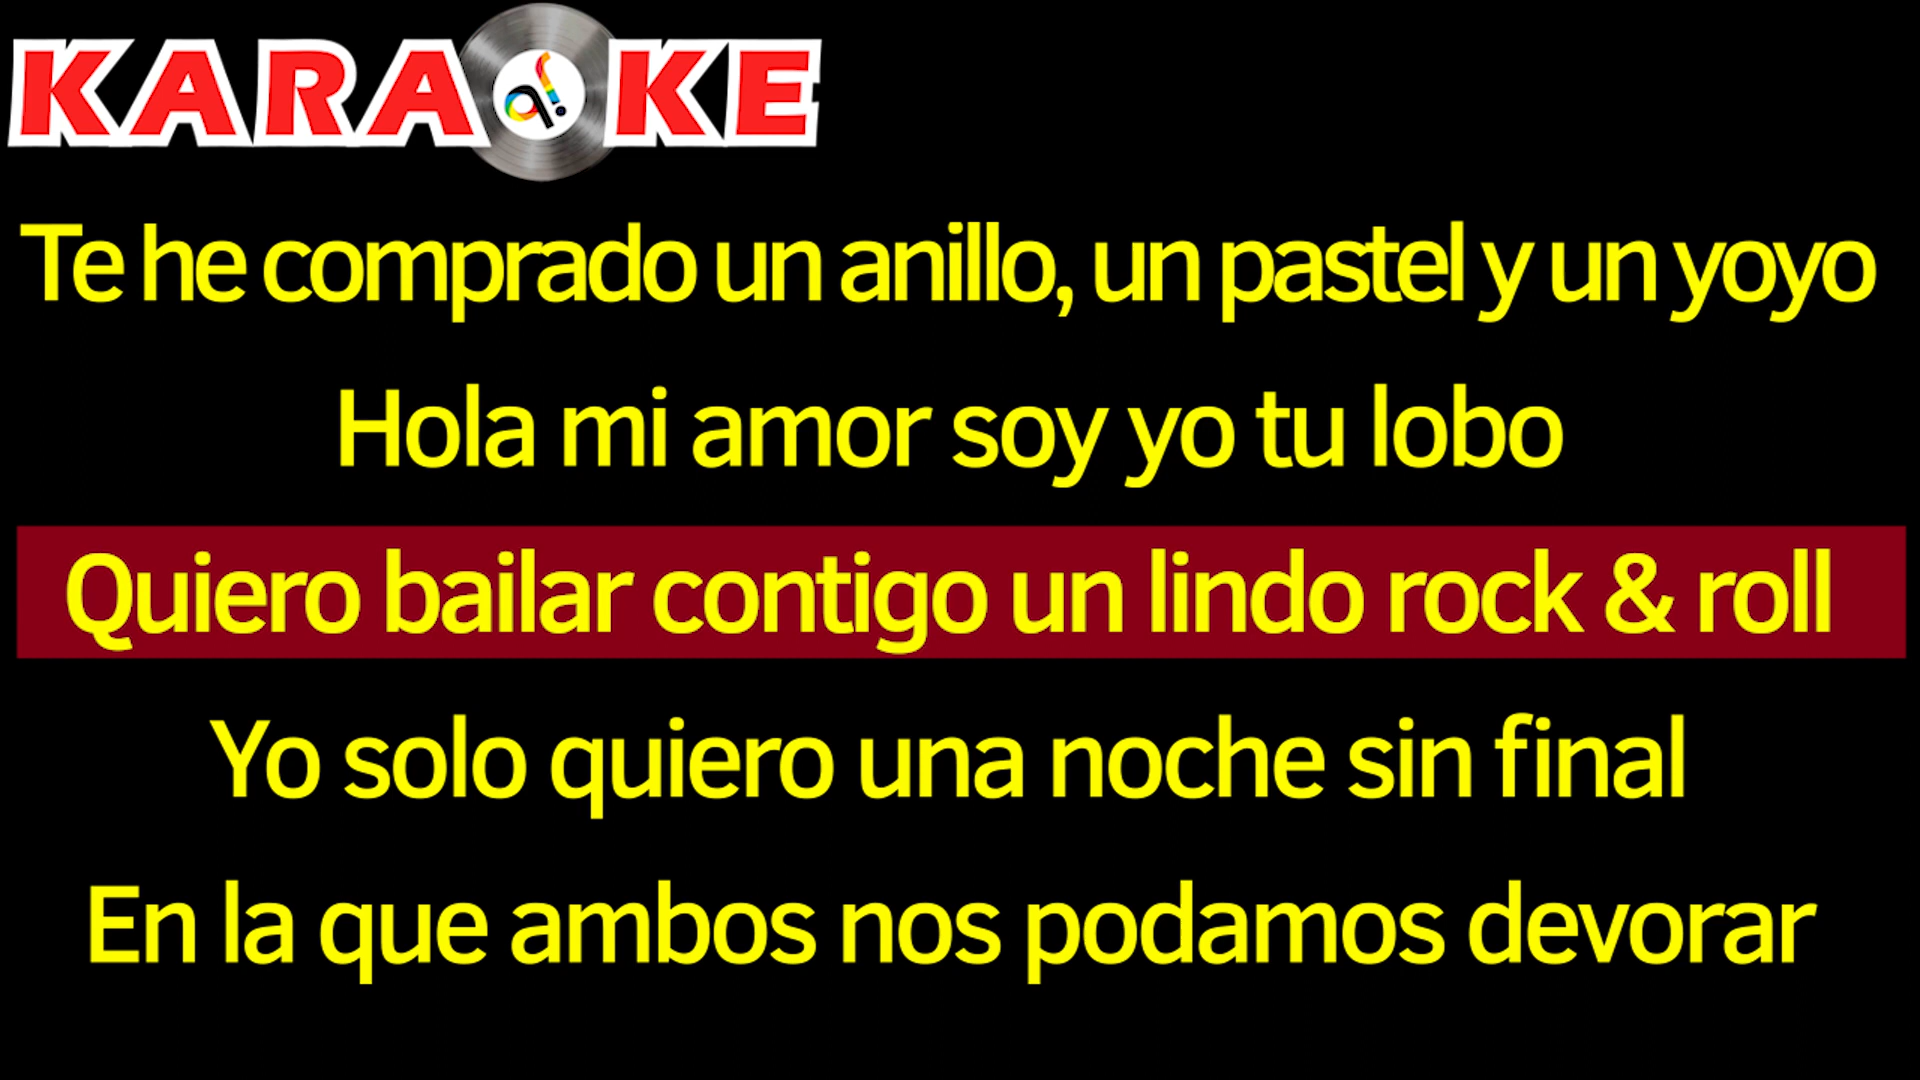 KARAOKE
Te he comprado un anillo, un pastel y un yoyo
Hola mi amor soy yo tu lobo
Quiero bailar contigo un lindo rock & roll
Yo solo quiero una noche sin final
En la que ambos nos podamos devorar